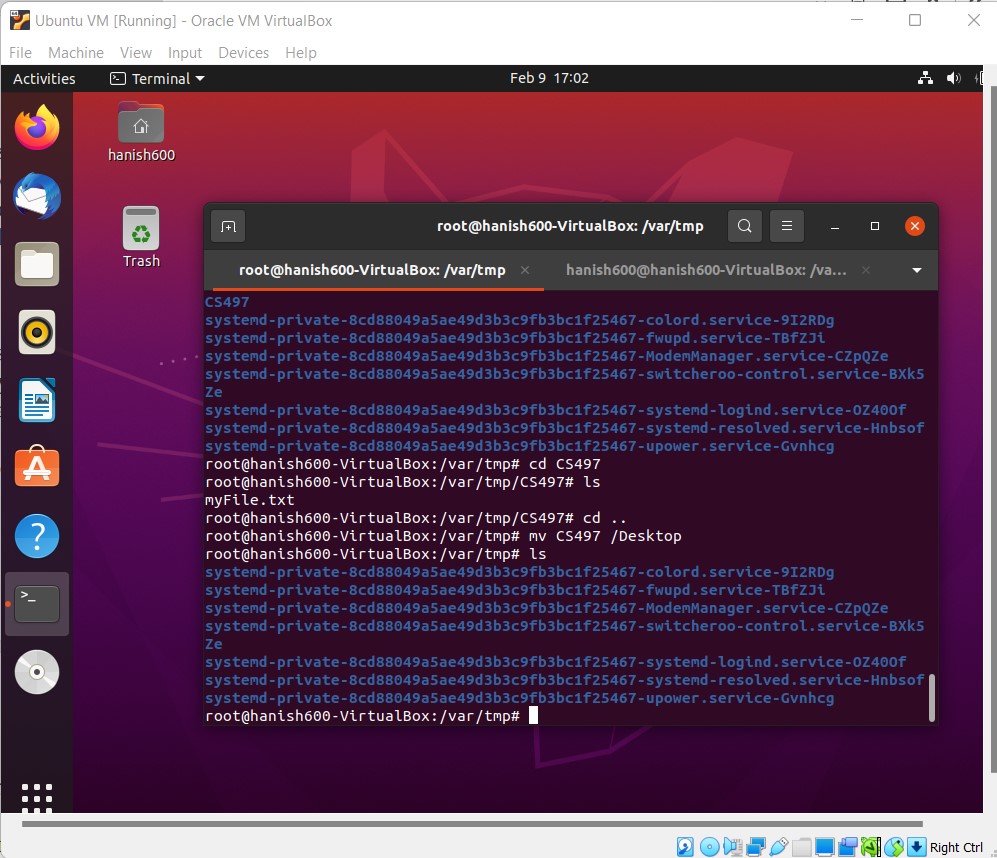 Ubuntu VM [Running] - Oracle VM VirtualBox
File Machine View Input Devices Help
Activities Terminal Feb 9 17:02
hanish600
Trash
root@hanish600-VirtualBox: /var/tmp
root@hanish600-VirtualBox: /var/tmp × hanish600@hanish600-VirtualBox: /va... ×
CS497
systemd-private-8cd88049a5ae49d3b3c9fb3bc1f25467-colord.service-9I2RDg
systemd-private-8cd88049a5ae49d3b3c9fb3bc1f25467-fwupd.service-TBfZJi
systemd-private-8cd88049a5ae49d3b3c9fb3bc1f25467-ModemManager.service-CZpQZe
systemd-private-8cd88049a5ae49d3b3c9fb3bc1f25467-switcheroo-control.service-BXk5
Ze
systemd-private-8cd88049a5ae49d3b3c9fb3bc1f25467-systemd-logind.service-OZ40Of
systemd-private-8cd88049a5ae49d3b3c9fb3bc1f25467-systemd-resolved.service-Hnbsof
systemd-private-8cd88049a5ae49d3b3c9fb3bc1f25467-upower.service-Gvnhcg
root@hanish600-VirtualBox:/var/tmp# cd CS497
root@hanish600-VirtualBox:/var/tmp/CS497# ls
myFile.txt
root@hanish600-VirtualBox:/var/tmp/CS497# cd ..
root@hanish600-VirtualBox:/var/tmp# mv CS497 /Desktop
root@hanish600-VirtualBox:/var/tmp# ls
systemd-private-8cd88049a5ae49d3b3c9fb3bc1f25467-colord.service-9I2RDg
systemd-private-8cd88049a5ae49d3b3c9fb3bc1f25467-fwupd.service-TBfZJi
systemd-private-8cd88049a5ae49d3b3c9fb3bc1f25467-ModemManager.service-CZpQZe
systemd-private-8cd88049a5ae49d3b3c9fb3bc1f25467-switcheroo-control.service-BXk5
Ze
systemd-private-8cd88049a5ae49d3b3c9fb3bc1f25467-systemd-logind.service-OZ40Of
systemd-private-8cd88049a5ae49d3b3c9fb3bc1f25467-systemd-resolved.service-Hnbsof
systemd-private-8cd88049a5ae49d3b3c9fb3bc1f25467-upower.service-Gvnhcg
root@hanish600-VirtualBox:/var/tmp#
Right Ctrl